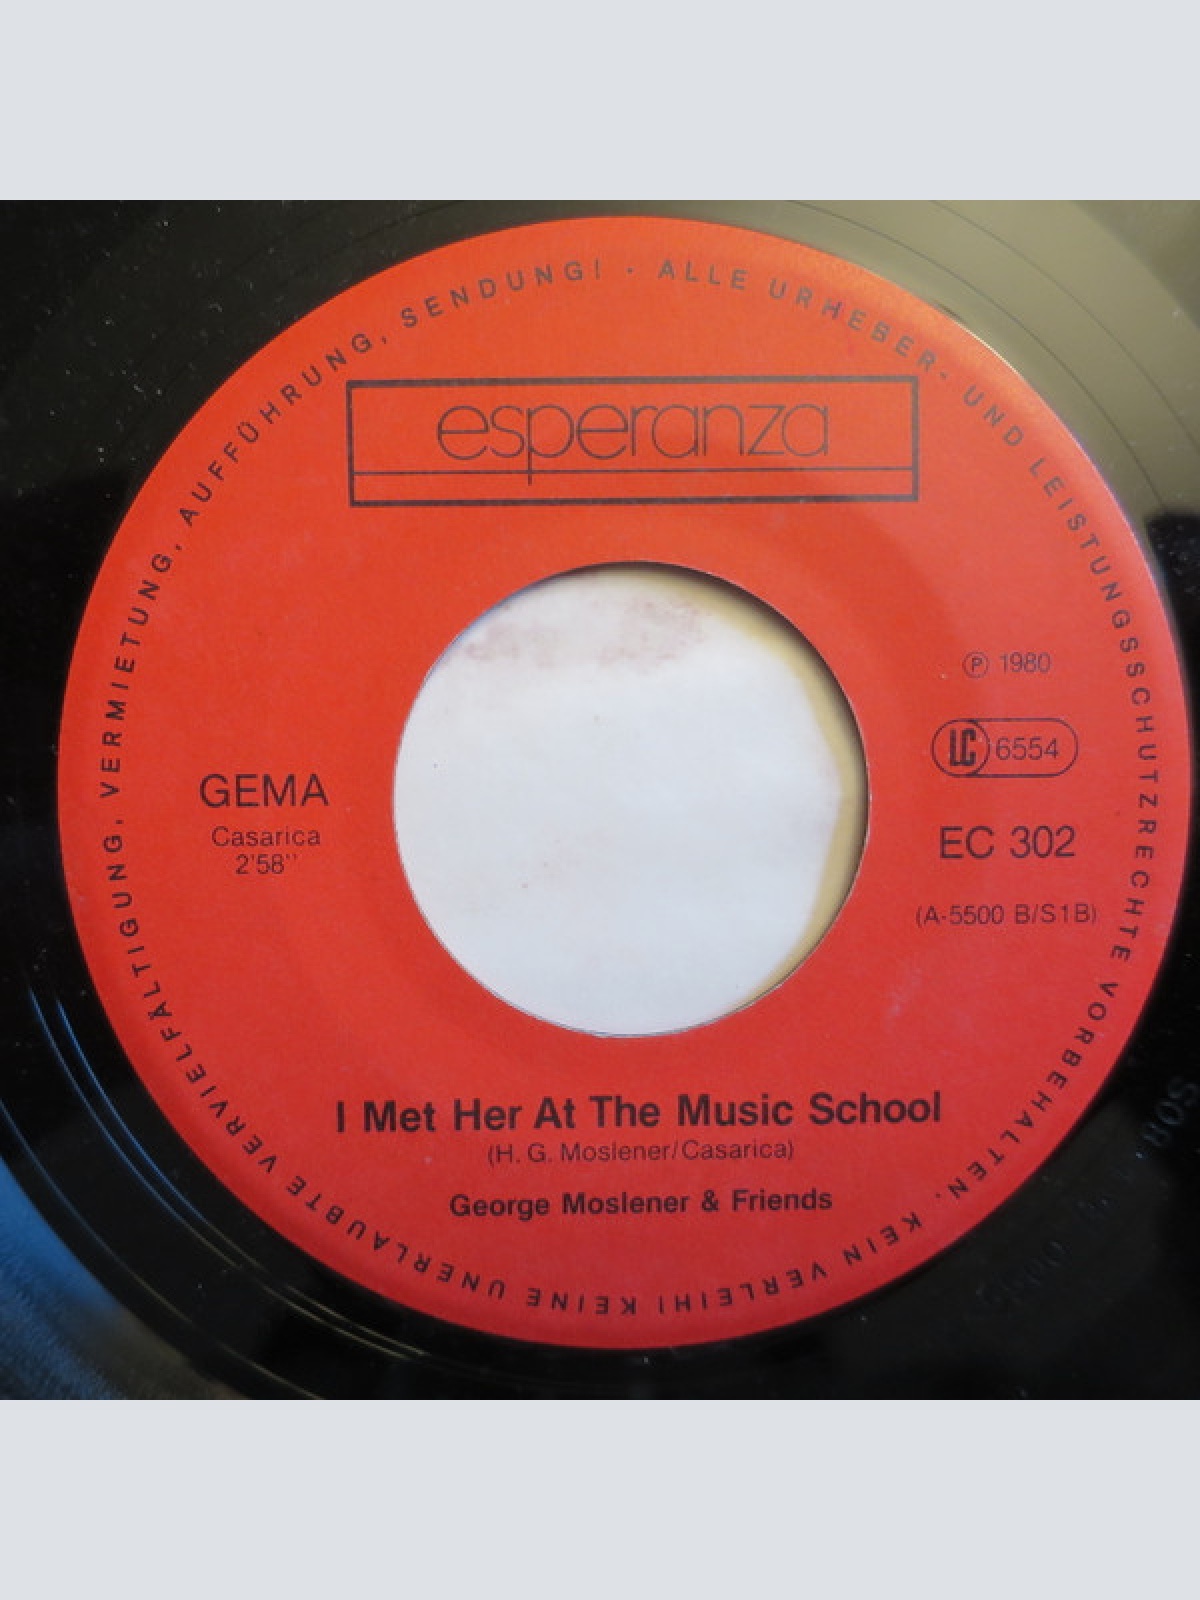 ALLE URHEBER- UND LEISTUNGSSCHUTZRECHTE VORBEHALTEN. KEIN VERLEIH! KEINE UNERLAUBTE VERVIELFÄLTIGUNG, VERMIETUNG, AUFFÜHRUNG, SENDUNG! ·
esperanza
Ⓟ 1980
LC 6554
GEMA
Casarica
2'58''
EC 302
(A-5500 B/S1B)
I Met Her At The Music School
(H. G. Moslener/Casarica)
George Moslener & Friends